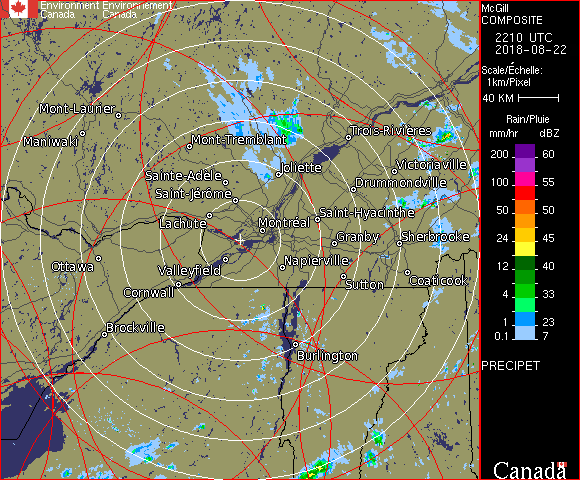 Environment Environnement
Canada Canada
McGill
COMPOSITE
2210 UTC
2018-08-22
Scale/Échelle:
1km/Pixel
40 KM
Rain/Pluie
mm/hr dBZ
200 60
100 55
50 50
24 45
12 40
4 33
1 23
0.1 7
PRECIPET
Canada
Mont-Laurier
Maniwaki
Mont-Tremblant
Trois-Rivières
Joliette
Victoriaville
Sainte-Adèle
Drummondville
Saint-Jérôme
Saint-Hyacinthe
Lachute
Montréal
Granby
Sherbrooke
Ottawa
Valleyfield
Napierville
Cornwall
Sutton
Coaticook
Brockville
Burlington